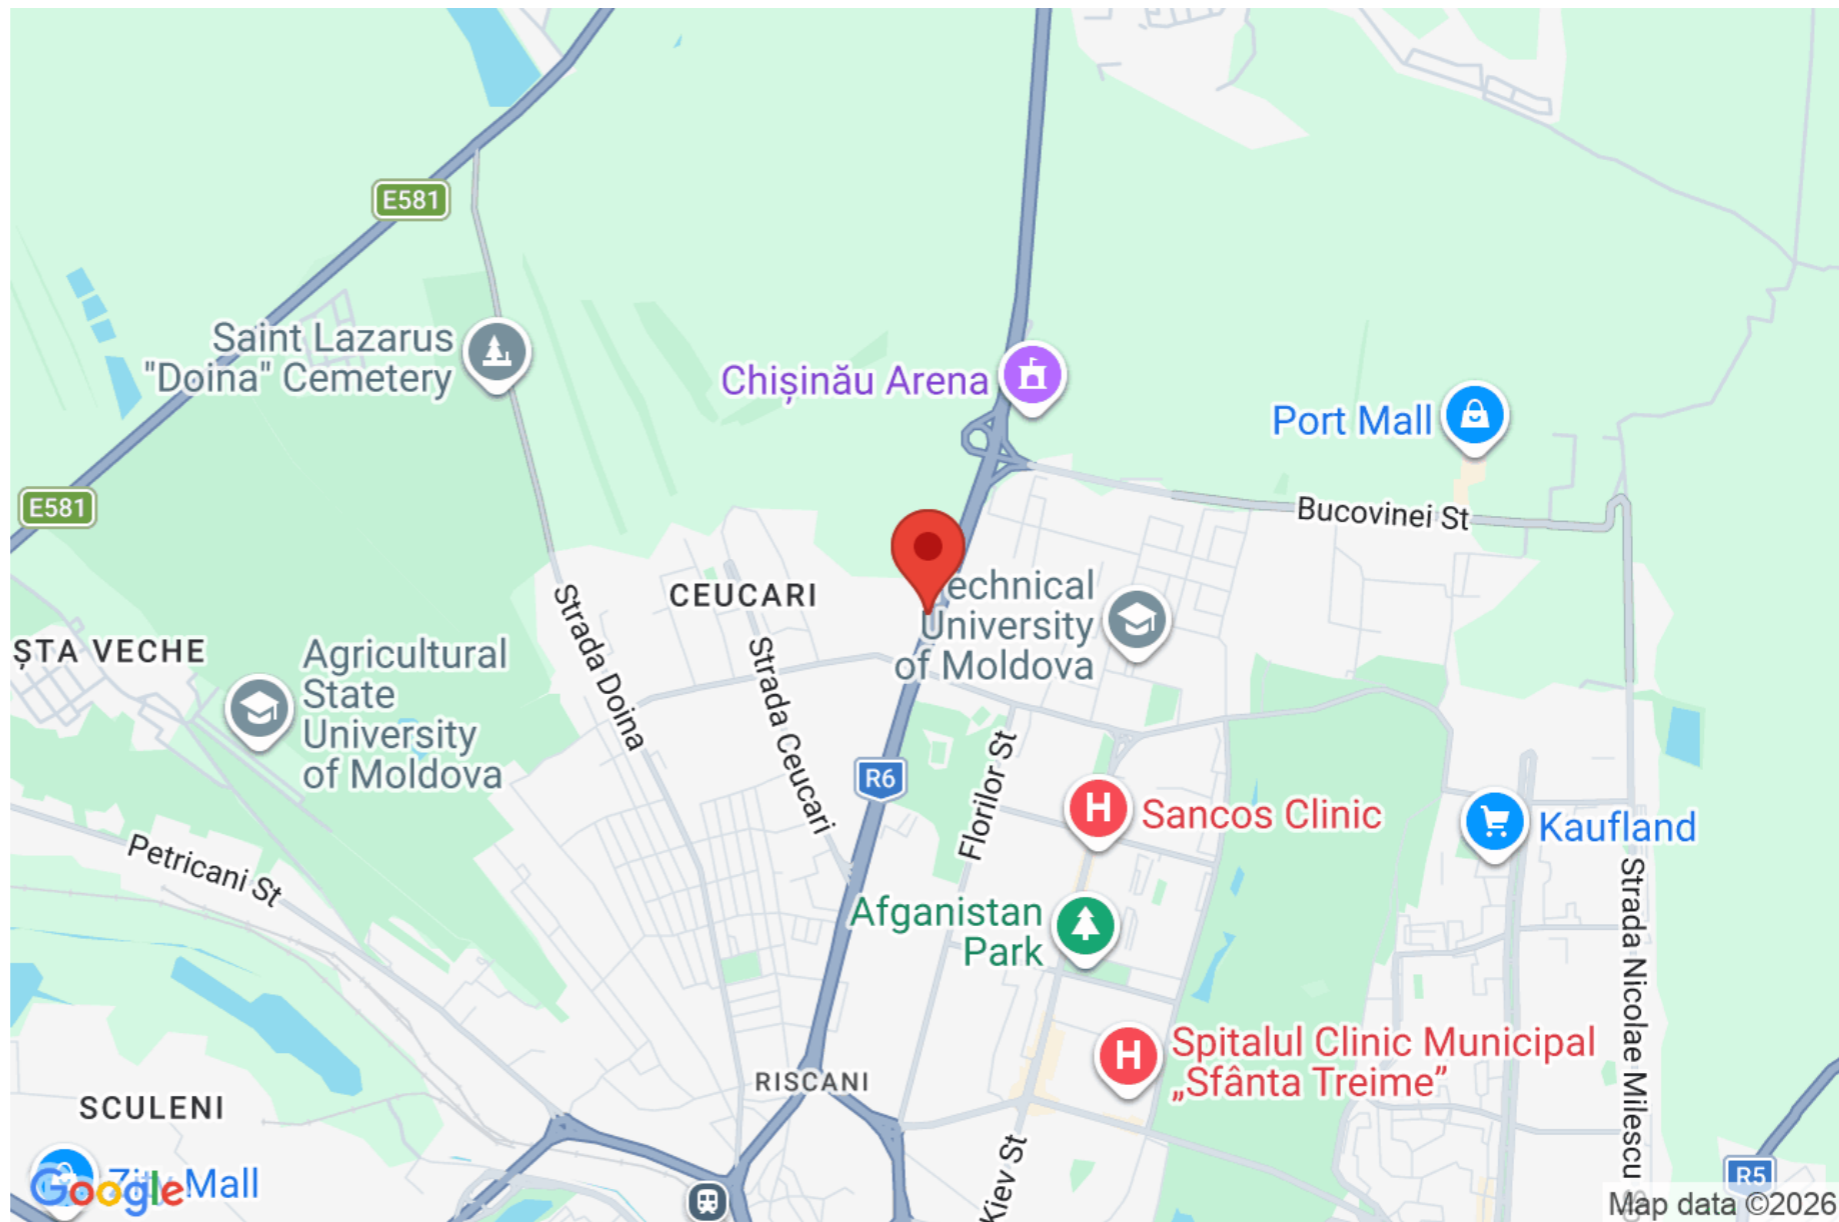 E581
Saint Lazarus
"Doina" Cemetery
Chișinău Arena
Port Mall
E581
Bucovinei St
CEUCARI
echnical
University
of Moldova
ȘTA VECHE
Agricultural
State
University
of Moldova
Strada Doina
Strada Ceucari
R6
Florilor St
Sancos Clinic
Kaufland
Petricani St
Afganistan
Park
Strada Nicolae Milescu
Spitalul Clinic Municipal
„Sfânta Treime”
RISCANI
SCULENI
Kiev St
Zity Mall
Google
R5
Map data ©2026